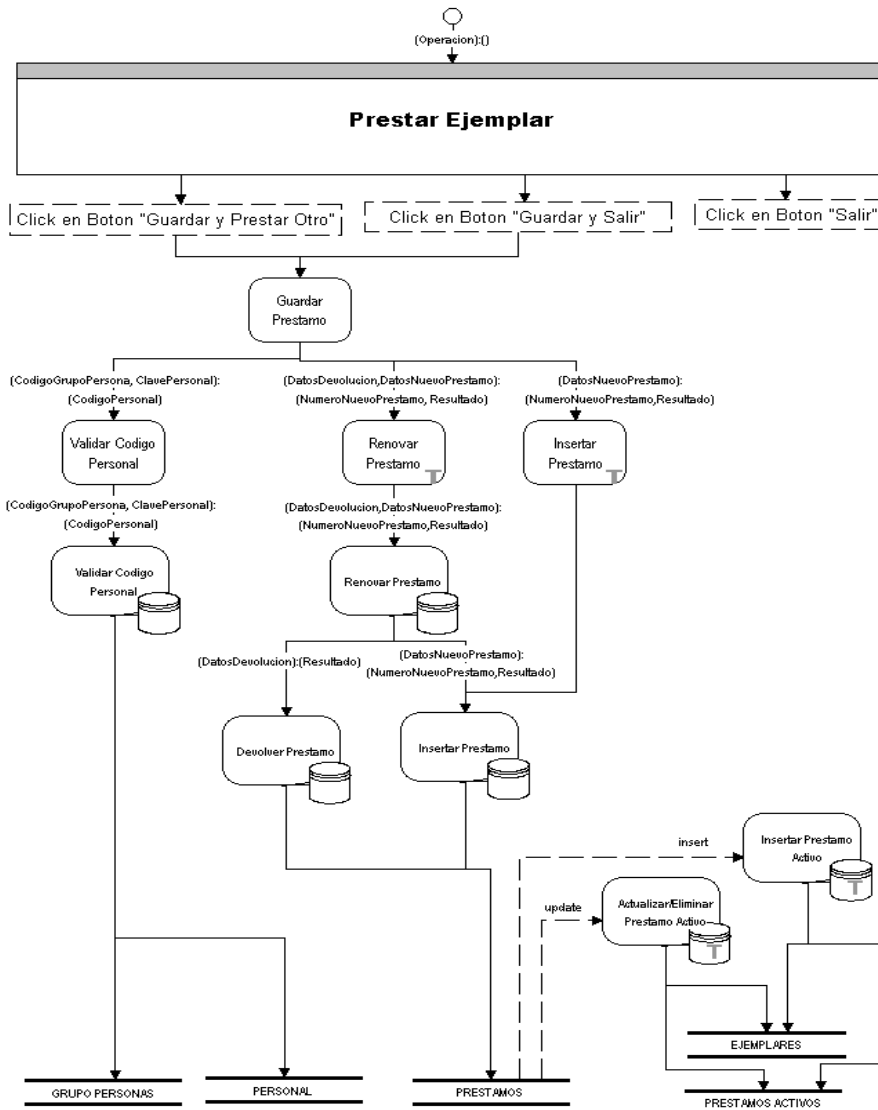 (Operacion):()
Prestar Ejemplar
Click en Boton "Guardar y Prestar Otro"
Click en Boton "Guardar y Salir"
Click en Boton "Salir"
Guardar
Prestamo
(CodigoGrupoPersona, ClavePersonal):
(CodigoPersonal)
(DatosDevolucion,DatosNuevoPrestamo):
(NumeroNuevoPrestamo, Resultado)
(DatosNuevoPrestamo):
(NumeroNuevoPrestamo,Resultado)
Validar Codigo
Personal
Renovar
Prestamo
T
Insertar
Prestamo
T
(CodigoGrupoPersona, ClavePersonal):
(CodigoPersonal)
(DatosDevolucion,DatosNuevoPrestamo):
(NumeroNuevoPrestamo,Resultado)
Validar Codigo
Personal
Renovar Prestamo
(DatosDevolucion):(Resultado)
(DatosNuevoPrestamo):
(NumeroNuevoPrestamo,Resultado)
Devolver Prestamo
Insertar Prestamo
insert
Insertar Prestamo
Activo
T
update
Actualizar/Eliminar
Prestamo Activo
T
EJEMPLARES
GRUPO PERSONAS
PERSONAL
PRESTAMOS
PRESTAMOS ACTIVOS